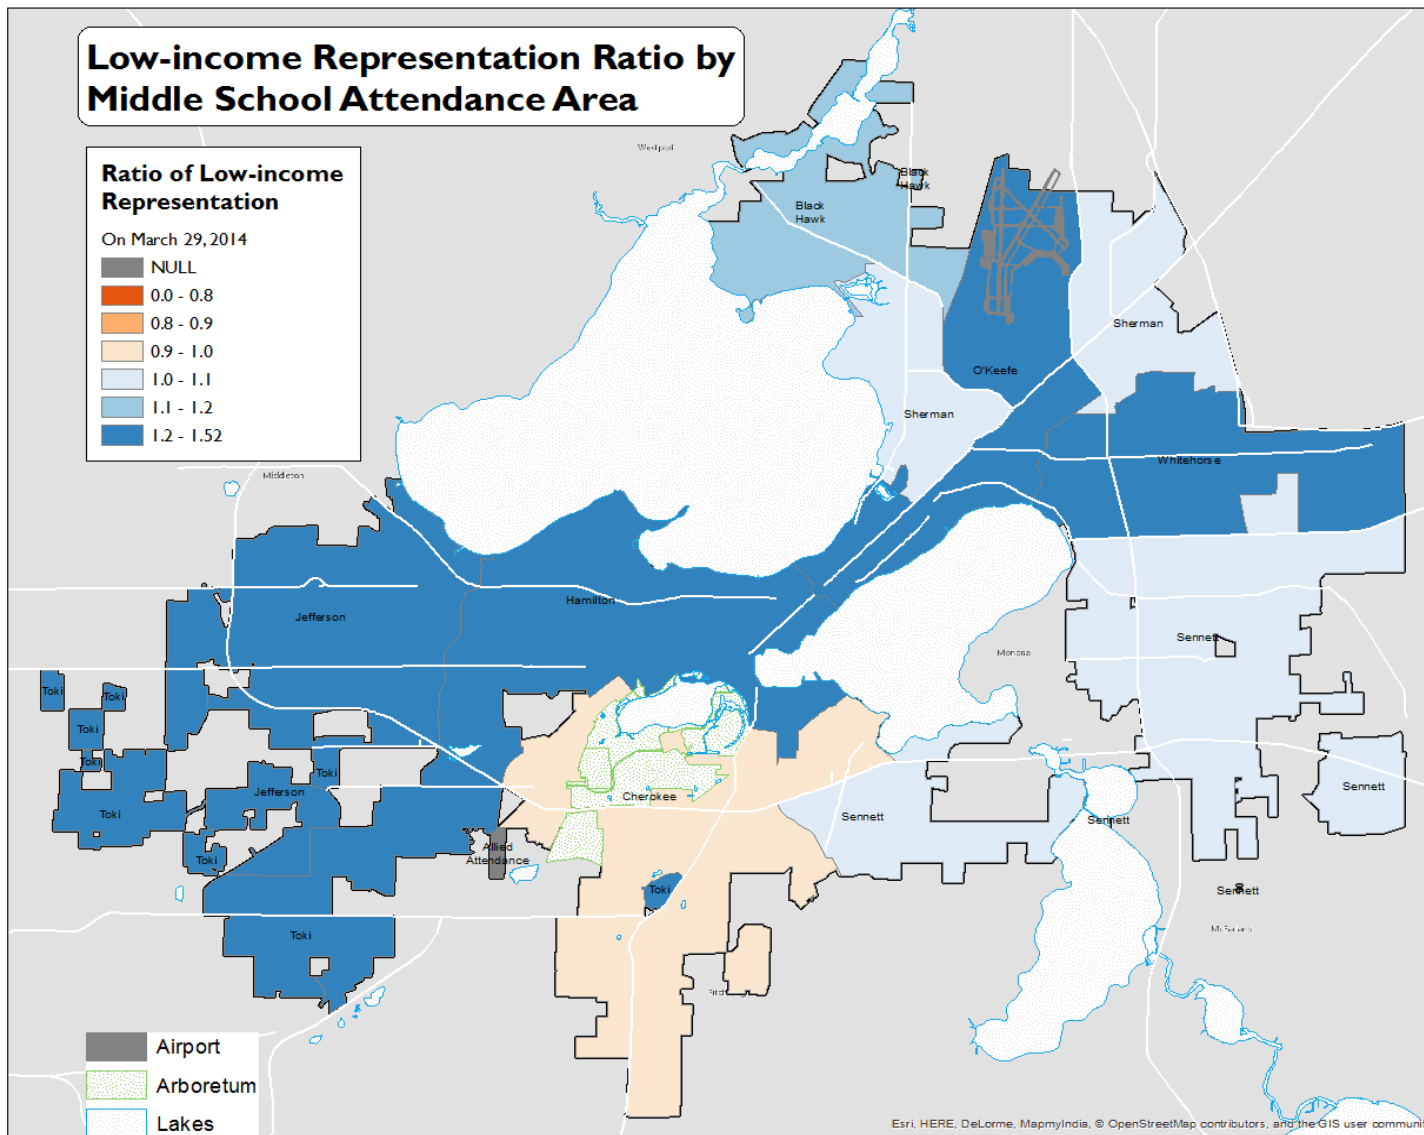 Low-income Representation Ratio by
Middle School Attendance Area
Ratio of Low-income
Representation
On March 29, 2014
NULL
0.0 - 0.8
0.8 - 0.9
0.9 - 1.0
1.0 - 1.1
1.1 - 1.2
1.2 - 1.52
Westport
Black
Hawk
Black
Hawk
Sherman
O'Keefe
Sherman
Whitehorse
Middleton
Hamilton
Jefferson
Sennett
Monona
Toki
Toki
Toki
Toki
Jefferson
Toki
Toki
Cherokee
Sennett
Sennett
Sennett
Allied
Attendance
Toki
Toki
Sennett
Toki
Airport
Arboretum
Lakes
Esri, HERE, DeLorme, MapmyIndia, © OpenStreetMap contributors, and the GIS user commun